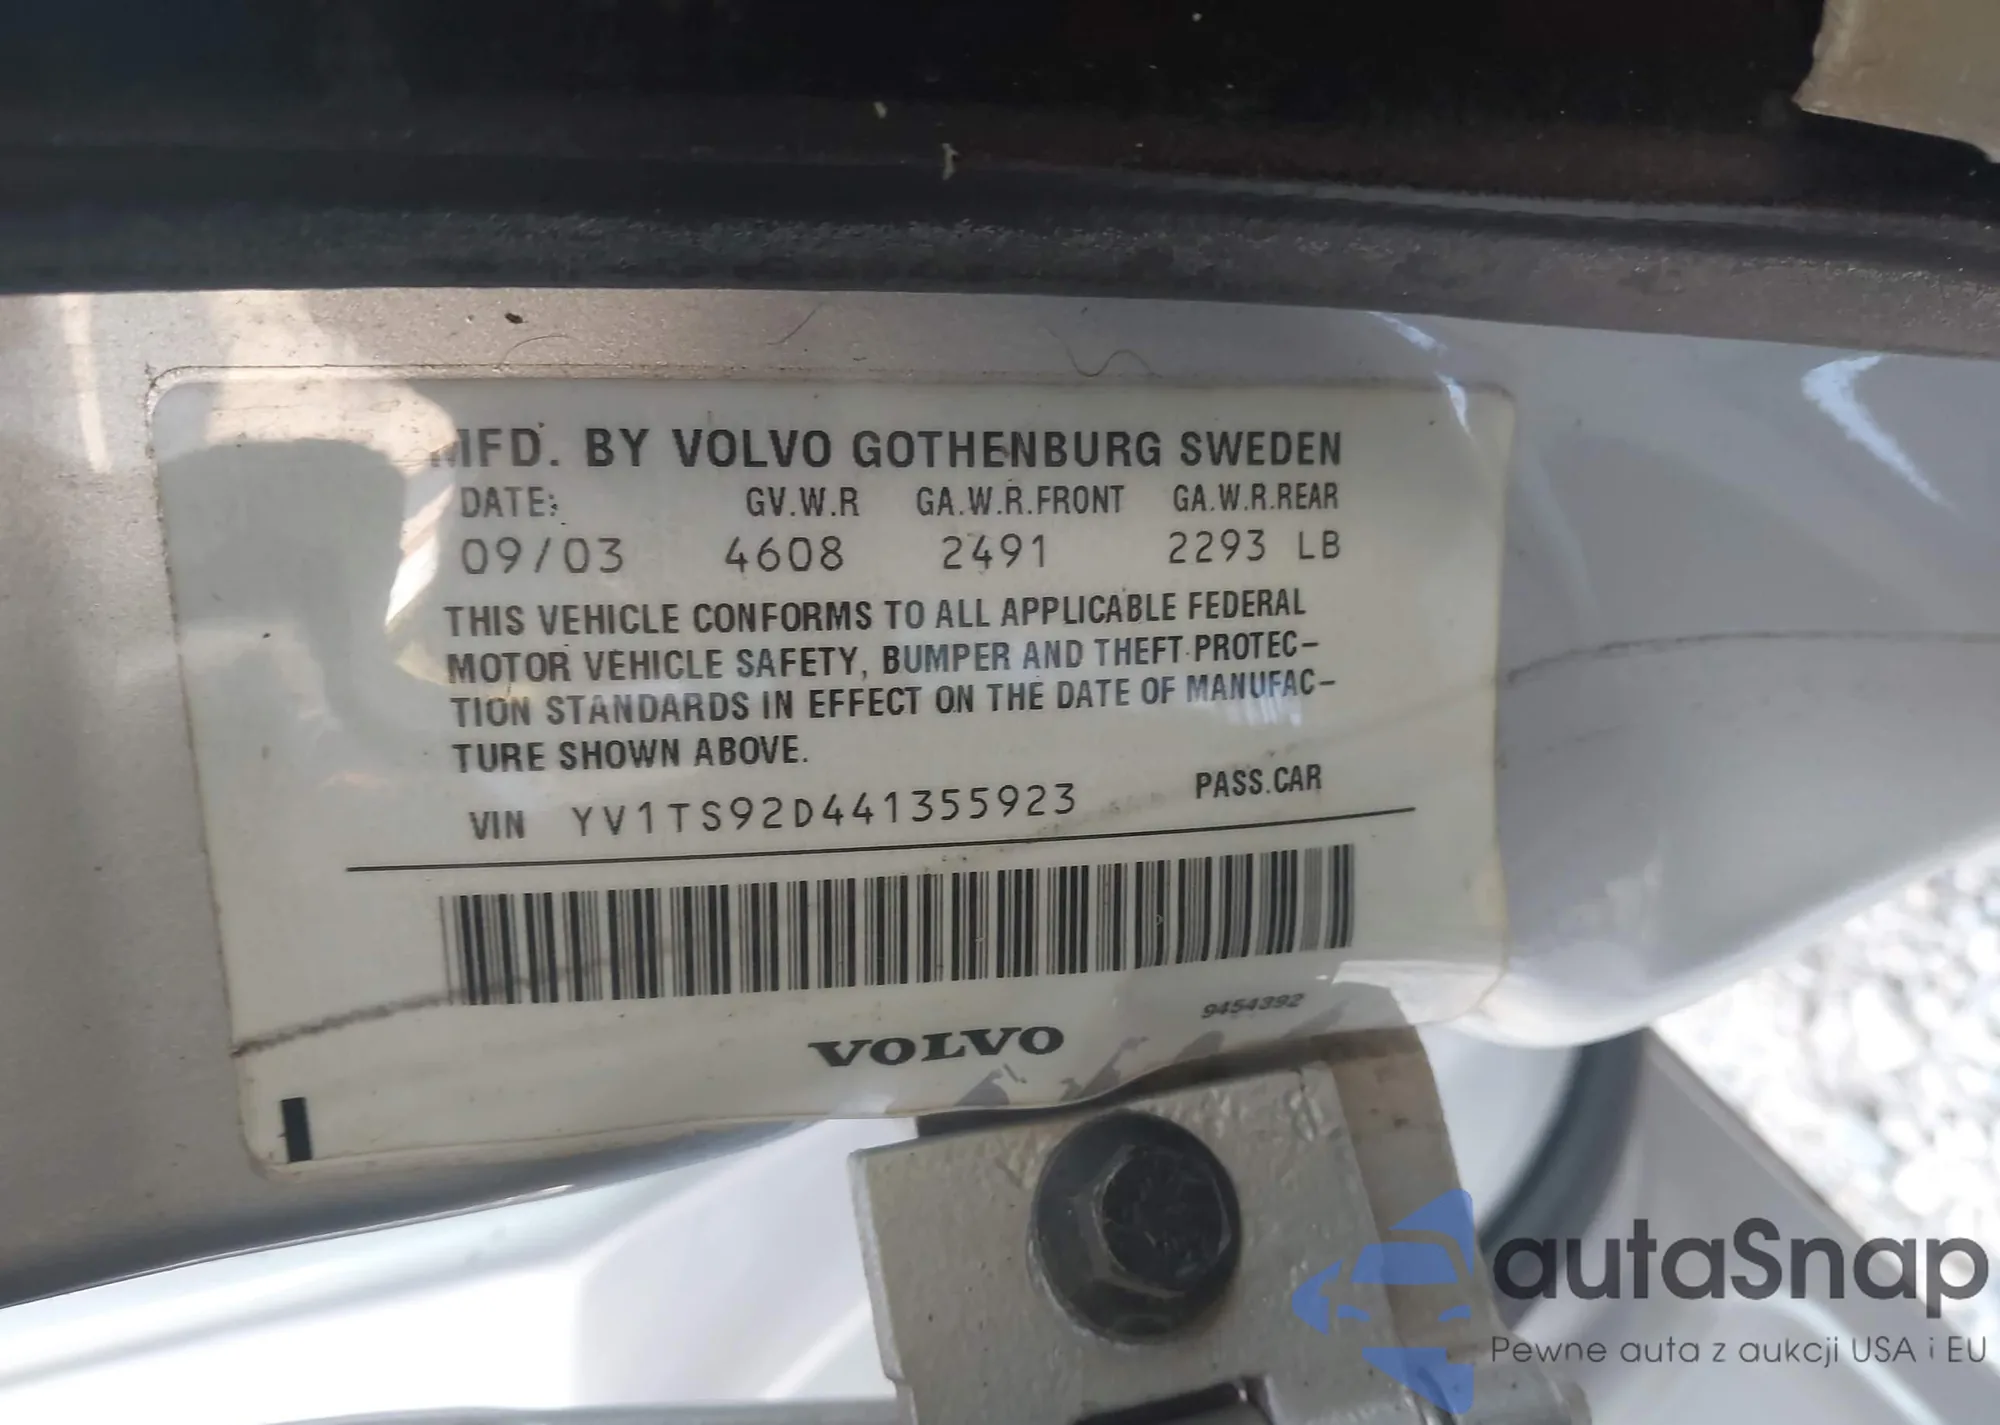 MFD. BY VOLVO GOTHENBURG SWEDEN
DATE: GV.W.R GA.W.R.FRONT GA.W.R.REAR
09/03 4608 2491 2293 LB
THIS VEHICLE CONFORMS TO ALL APPLICABLE FEDERAL
MOTOR VEHICLE SAFETY, BUMPER AND THEFT PROTEC-
TION STANDARDS IN EFFECT ON THE DATE OF MANUFAC-
TURE SHOWN ABOVE.
VIN YV1TS92D441355923 PASS.CAR
9454392
VOLVO
autaSnap
Pewne auta z aukcji USA i EU